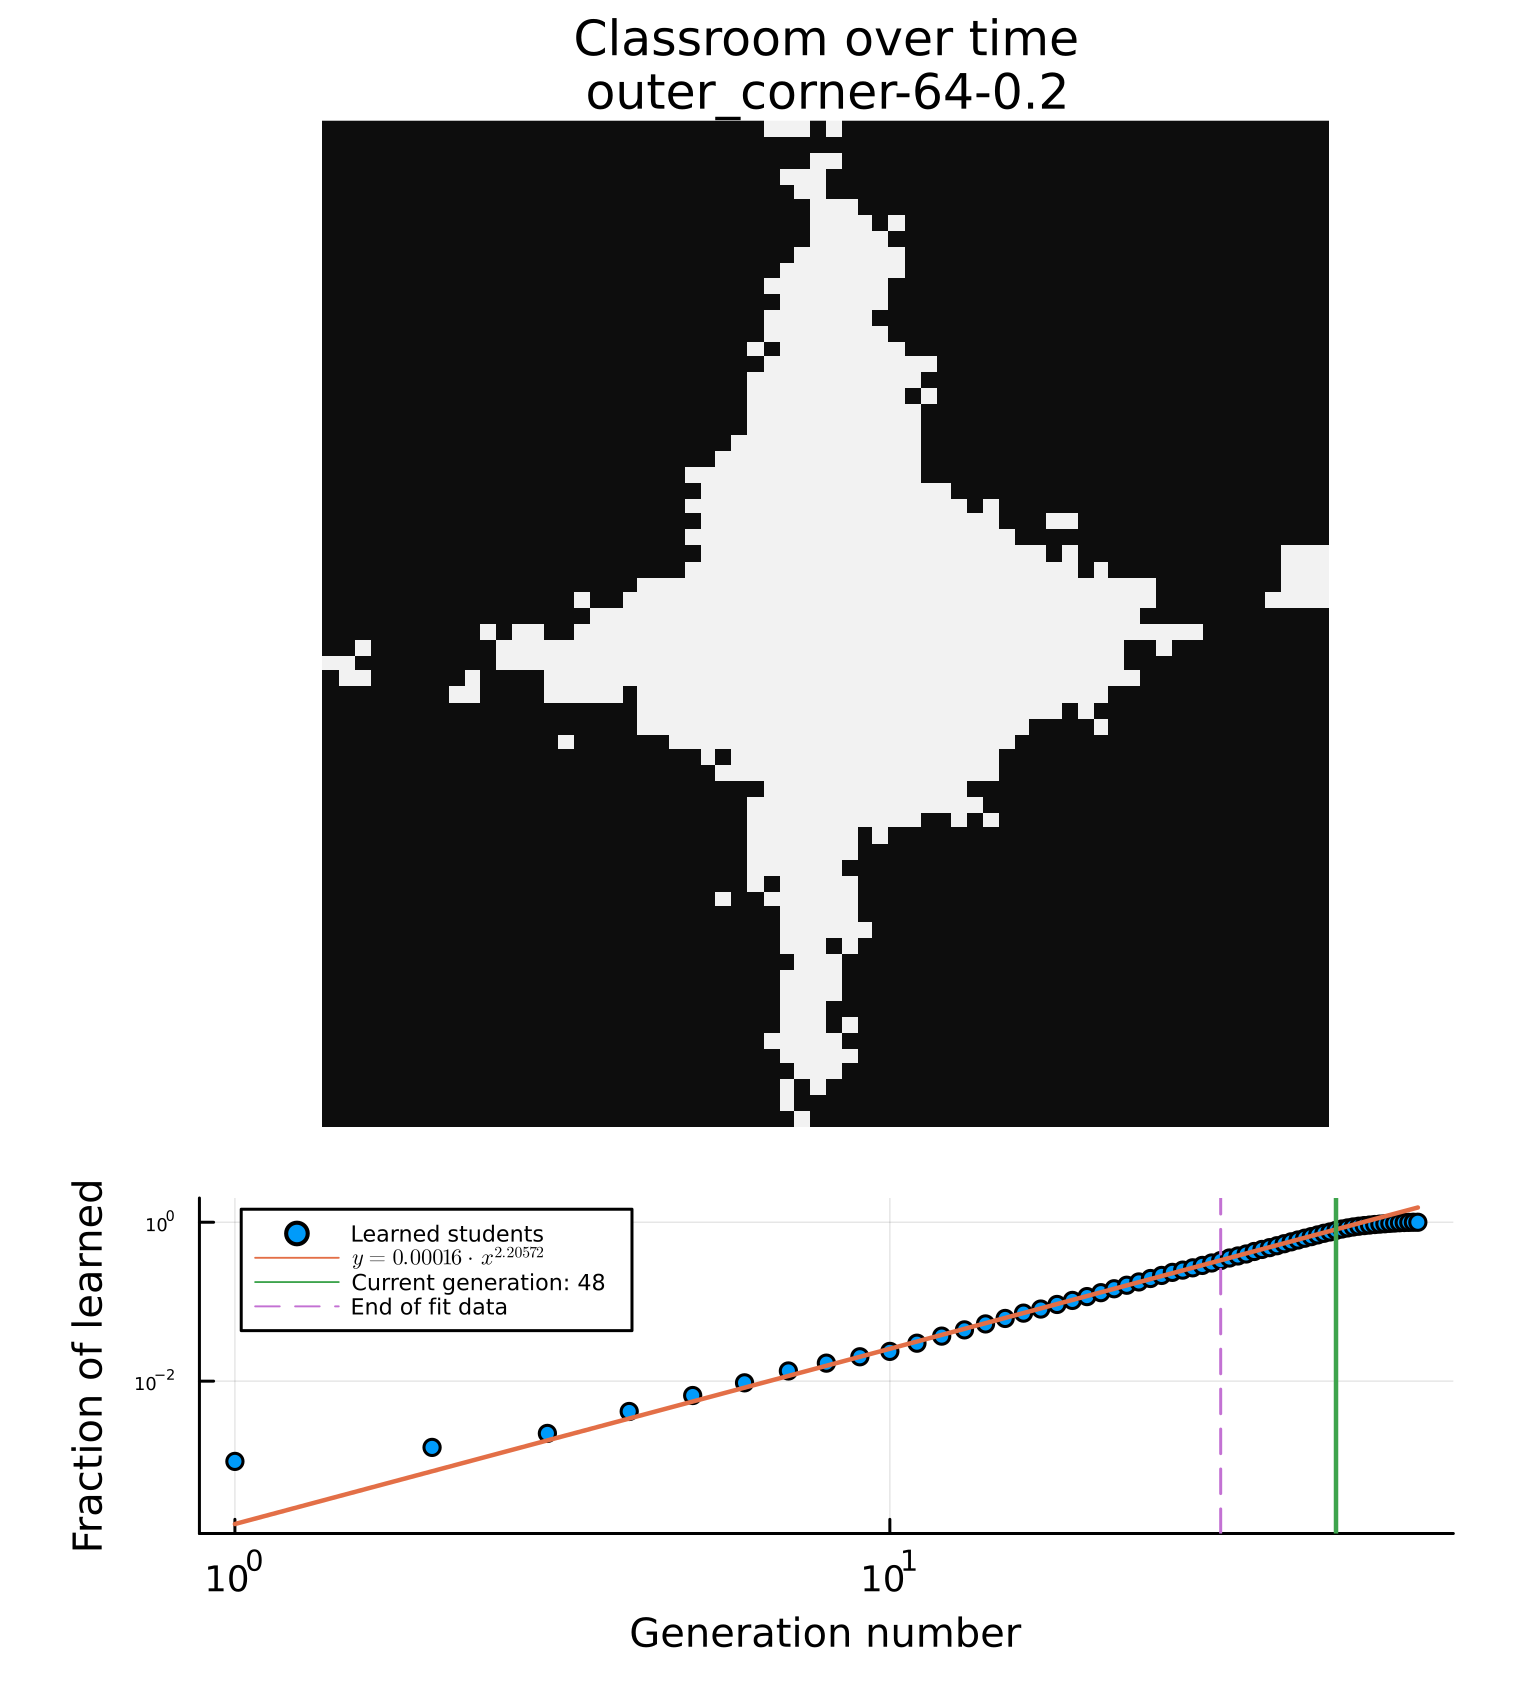 Classroom over time
outer_corner-64-0.2
Fraction of learned
10^0
10^−2
Learned students
y = 0.00016 · x^2.20572
Current generation: 48
End of fit data
10^0
10^1
Generation number